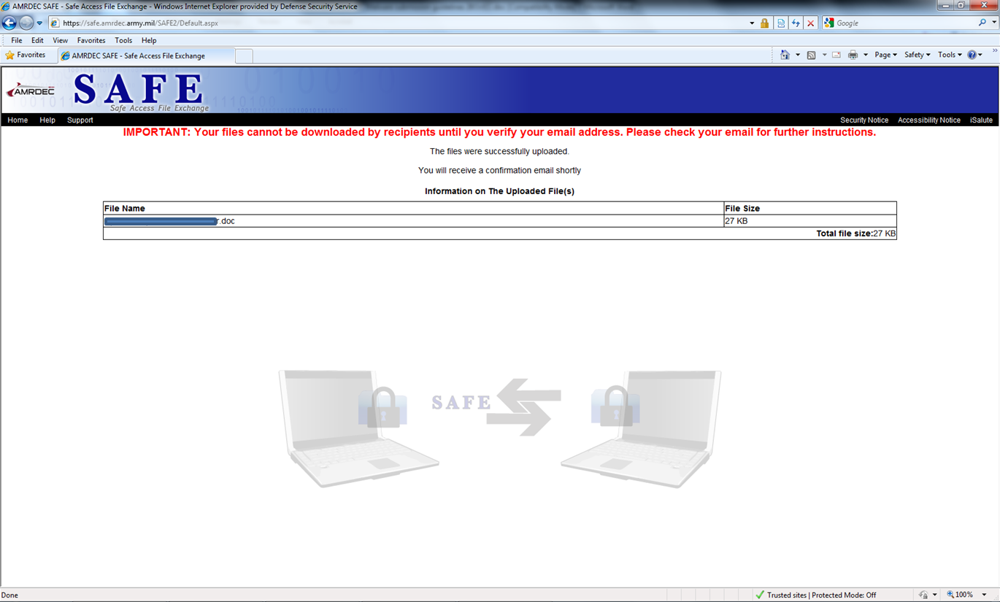 AMRDEC SAFE - Safe Access File Exchange - Windows Internet Explorer provided by Defense Security Service
https://safe.amrdec.army.mil/SAFE2/Default.aspx
Google
File Edit View Favorites Tools Help
Favorites AMRDEC SAFE - Safe Access File Exchange Page Safety Tools
AMRDEC SAFE
Safe Access File Exchange
Home Help Support Security Notice Accessibility Notice iSalute
IMPORTANT: Your files cannot be downloaded by recipients until you verify your email address. Please check your email for further instructions.
The files were successfully uploaded.
You will receive a confirmation email shortly
Information on The Uploaded File(s)
File Name File Size
r.doc 27 KB
Total file size:27 KB
SAFE
Done Trusted sites | Protected Mode: Off 100%